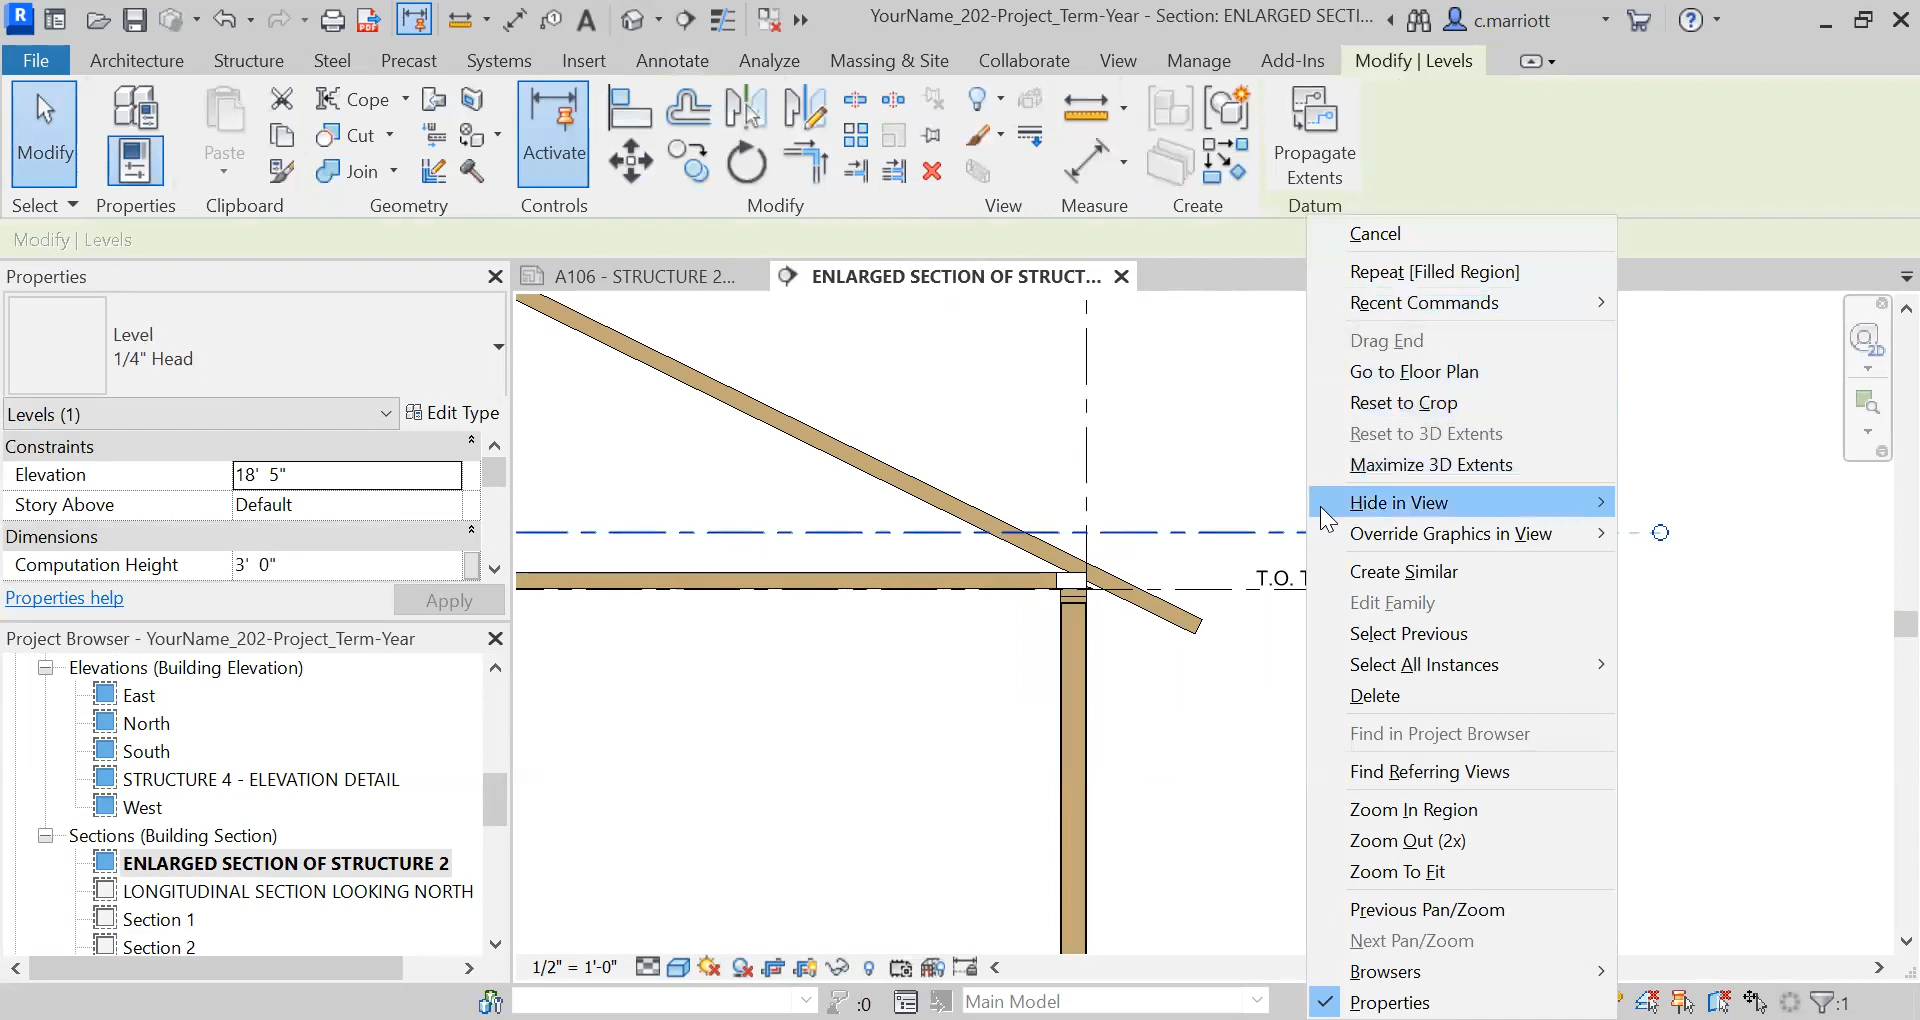 YourName_202-Project_Term-Year - Section: ENLARGED SECTI...
c.marriott
File Architecture Structure Steel Precast Systems Insert Annotate Analyze Massing & Site Collaborate View Manage Add-Ins Modify | Levels
Modify
Paste
Cope
Cut
Join
Activate
Propagate
Extents
Select Properties Clipboard Geometry Controls Modify View Measure Create Datum
Modify | Levels
Properties
A106 - STRUCTURE 2...
ENLARGED SECTION OF STRUCT...
Level
1/4" Head
Levels (1)
Edit Type
Constraints
Elevation 18' 5"
Story Above Default
Dimensions
Computation Height 3' 0"
Properties help
Apply
Project Browser - YourName_202-Project_Term-Year
Elevations (Building Elevation)
East
North
South
STRUCTURE 4 - ELEVATION DETAIL
West
Sections (Building Section)
ENLARGED SECTION OF STRUCTURE 2
LONGITUDINAL SECTION LOOKING NORTH
Section 1
Section 2
T.O. T
2D
Cancel
Repeat [Filled Region]
Recent Commands
Drag End
Go to Floor Plan
Reset to Crop
Reset to 3D Extents
Maximize 3D Extents
Hide in View
Override Graphics in View
Create Similar
Edit Family
Select Previous
Select All Instances
Delete
Find in Project Browser
Find Referring Views
Zoom In Region
Zoom Out (2x)
Zoom To Fit
Previous Pan/Zoom
Next Pan/Zoom
Browsers
Properties
1/2" = 1'-0"
:0
Main Model
:1